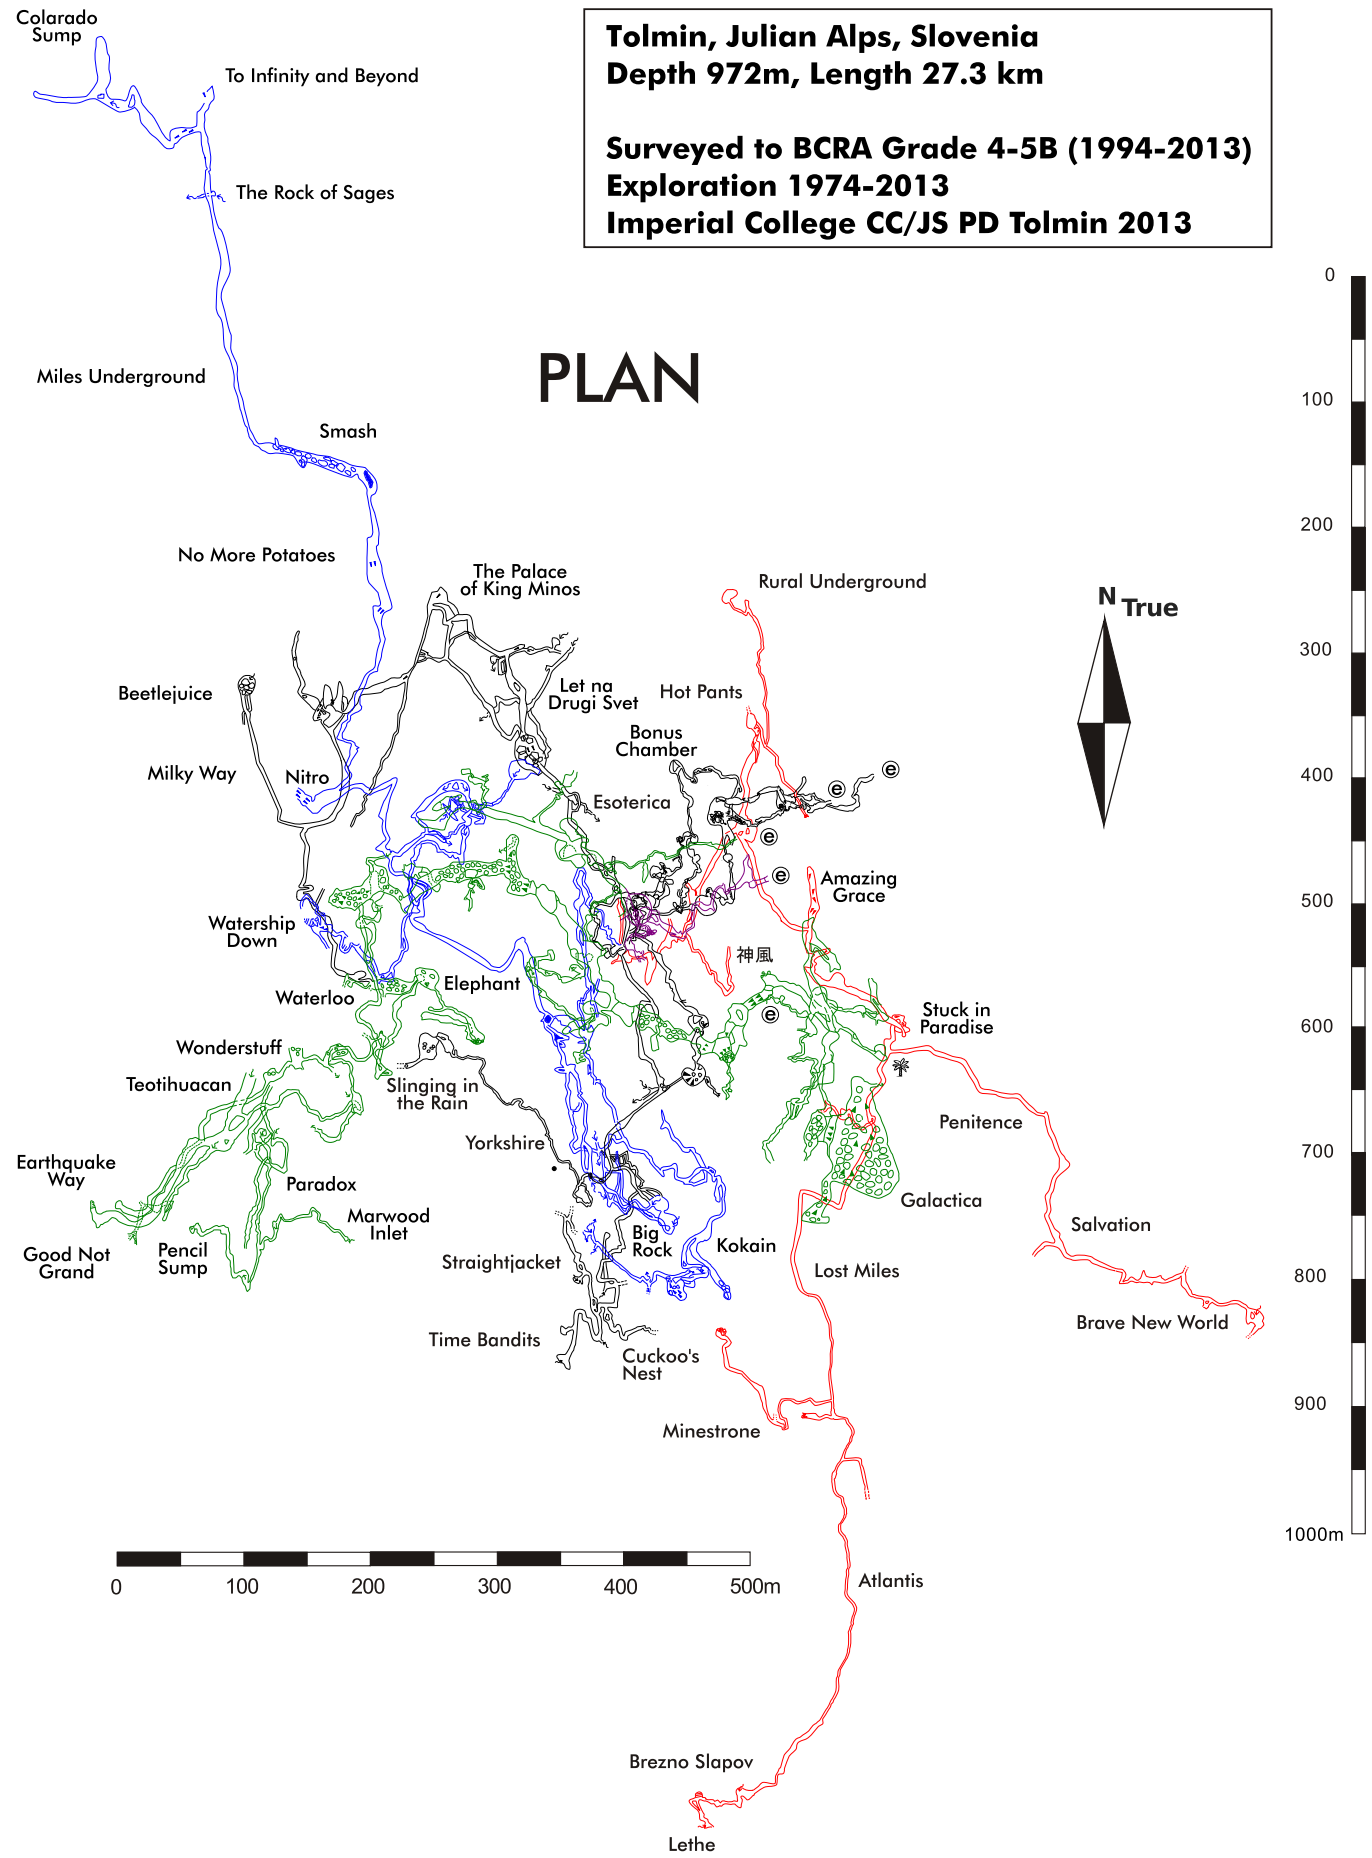 Colarado
Sump
To Infinity and Beyond
Tolmin, Julian Alps, Slovenia
Depth 972m, Length 27.3 km
Surveyed to BCRA Grade 4-5B (1994-2013)
Exploration 1974-2013
Imperial College CC/JS PD Tolmin 2013
The Rock of Sages
PLAN
Miles Underground
Smash
No More Potatoes
The Palace
of King Minos
Rural Underground
N
True
Beetlejuice
Let na
Drugi Svet
Hot Pants
Bonus
Chamber
Milky Way
Nitro
Esoterica
e
e
e
e
Amazing
Grace
Watership
Down
神風
Elephant
Waterloo
Stuck in
Paradise
e
Wonderstuff
Teotihuacan
Slinging in
the Rain
Penitence
Yorkshire
Earthquake
Way
Paradox
Galactica
Marwood
Inlet
Salvation
Good Not
Grand
Pencil
Sump
Straightjacket
Big
Rock
Kokain
Lost Miles
Brave New World
Time Bandits
Cuckoo's
Nest
Minestrone
Atlantis
Brezno Slapov
Lethe
0
100
200
300
400
500
600
700
800
900
1000m
0
100
200
300
400
500m